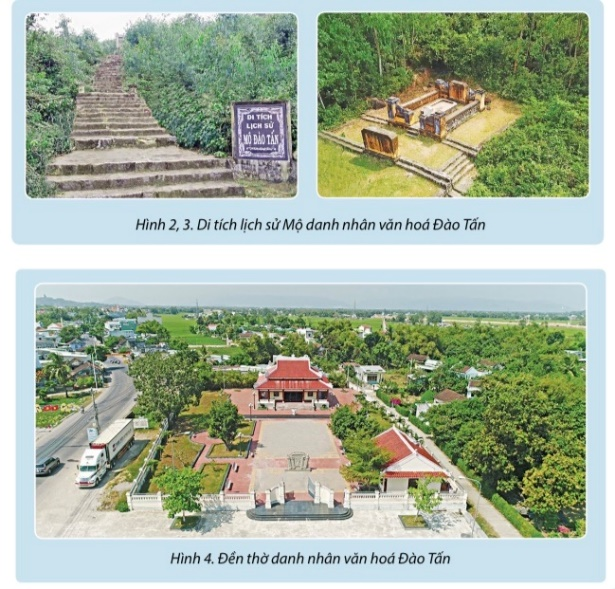 DI TÍCH
LỊCH SỬ
MỘ ĐÀO TẤN
Hình 2, 3. Di tích lịch sử Mộ danh nhân văn hoá Đào Tấn
Hình 4. Đền thờ danh nhân văn hoá Đào Tấn